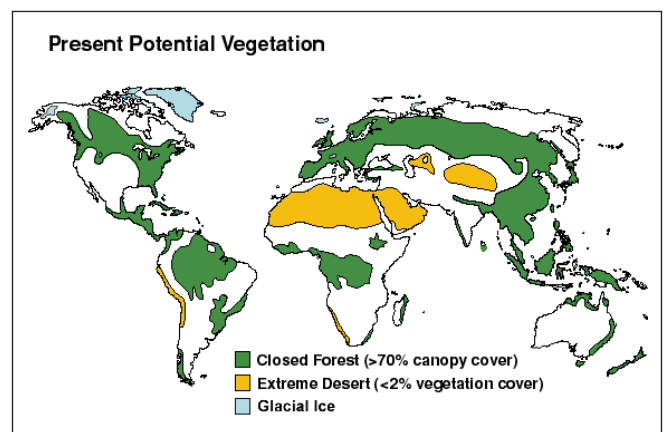 Present Potential Vegetation
Closed Forest (>70% canopy cover)
Extreme Desert (<2% vegetation cover)
Glacial Ice